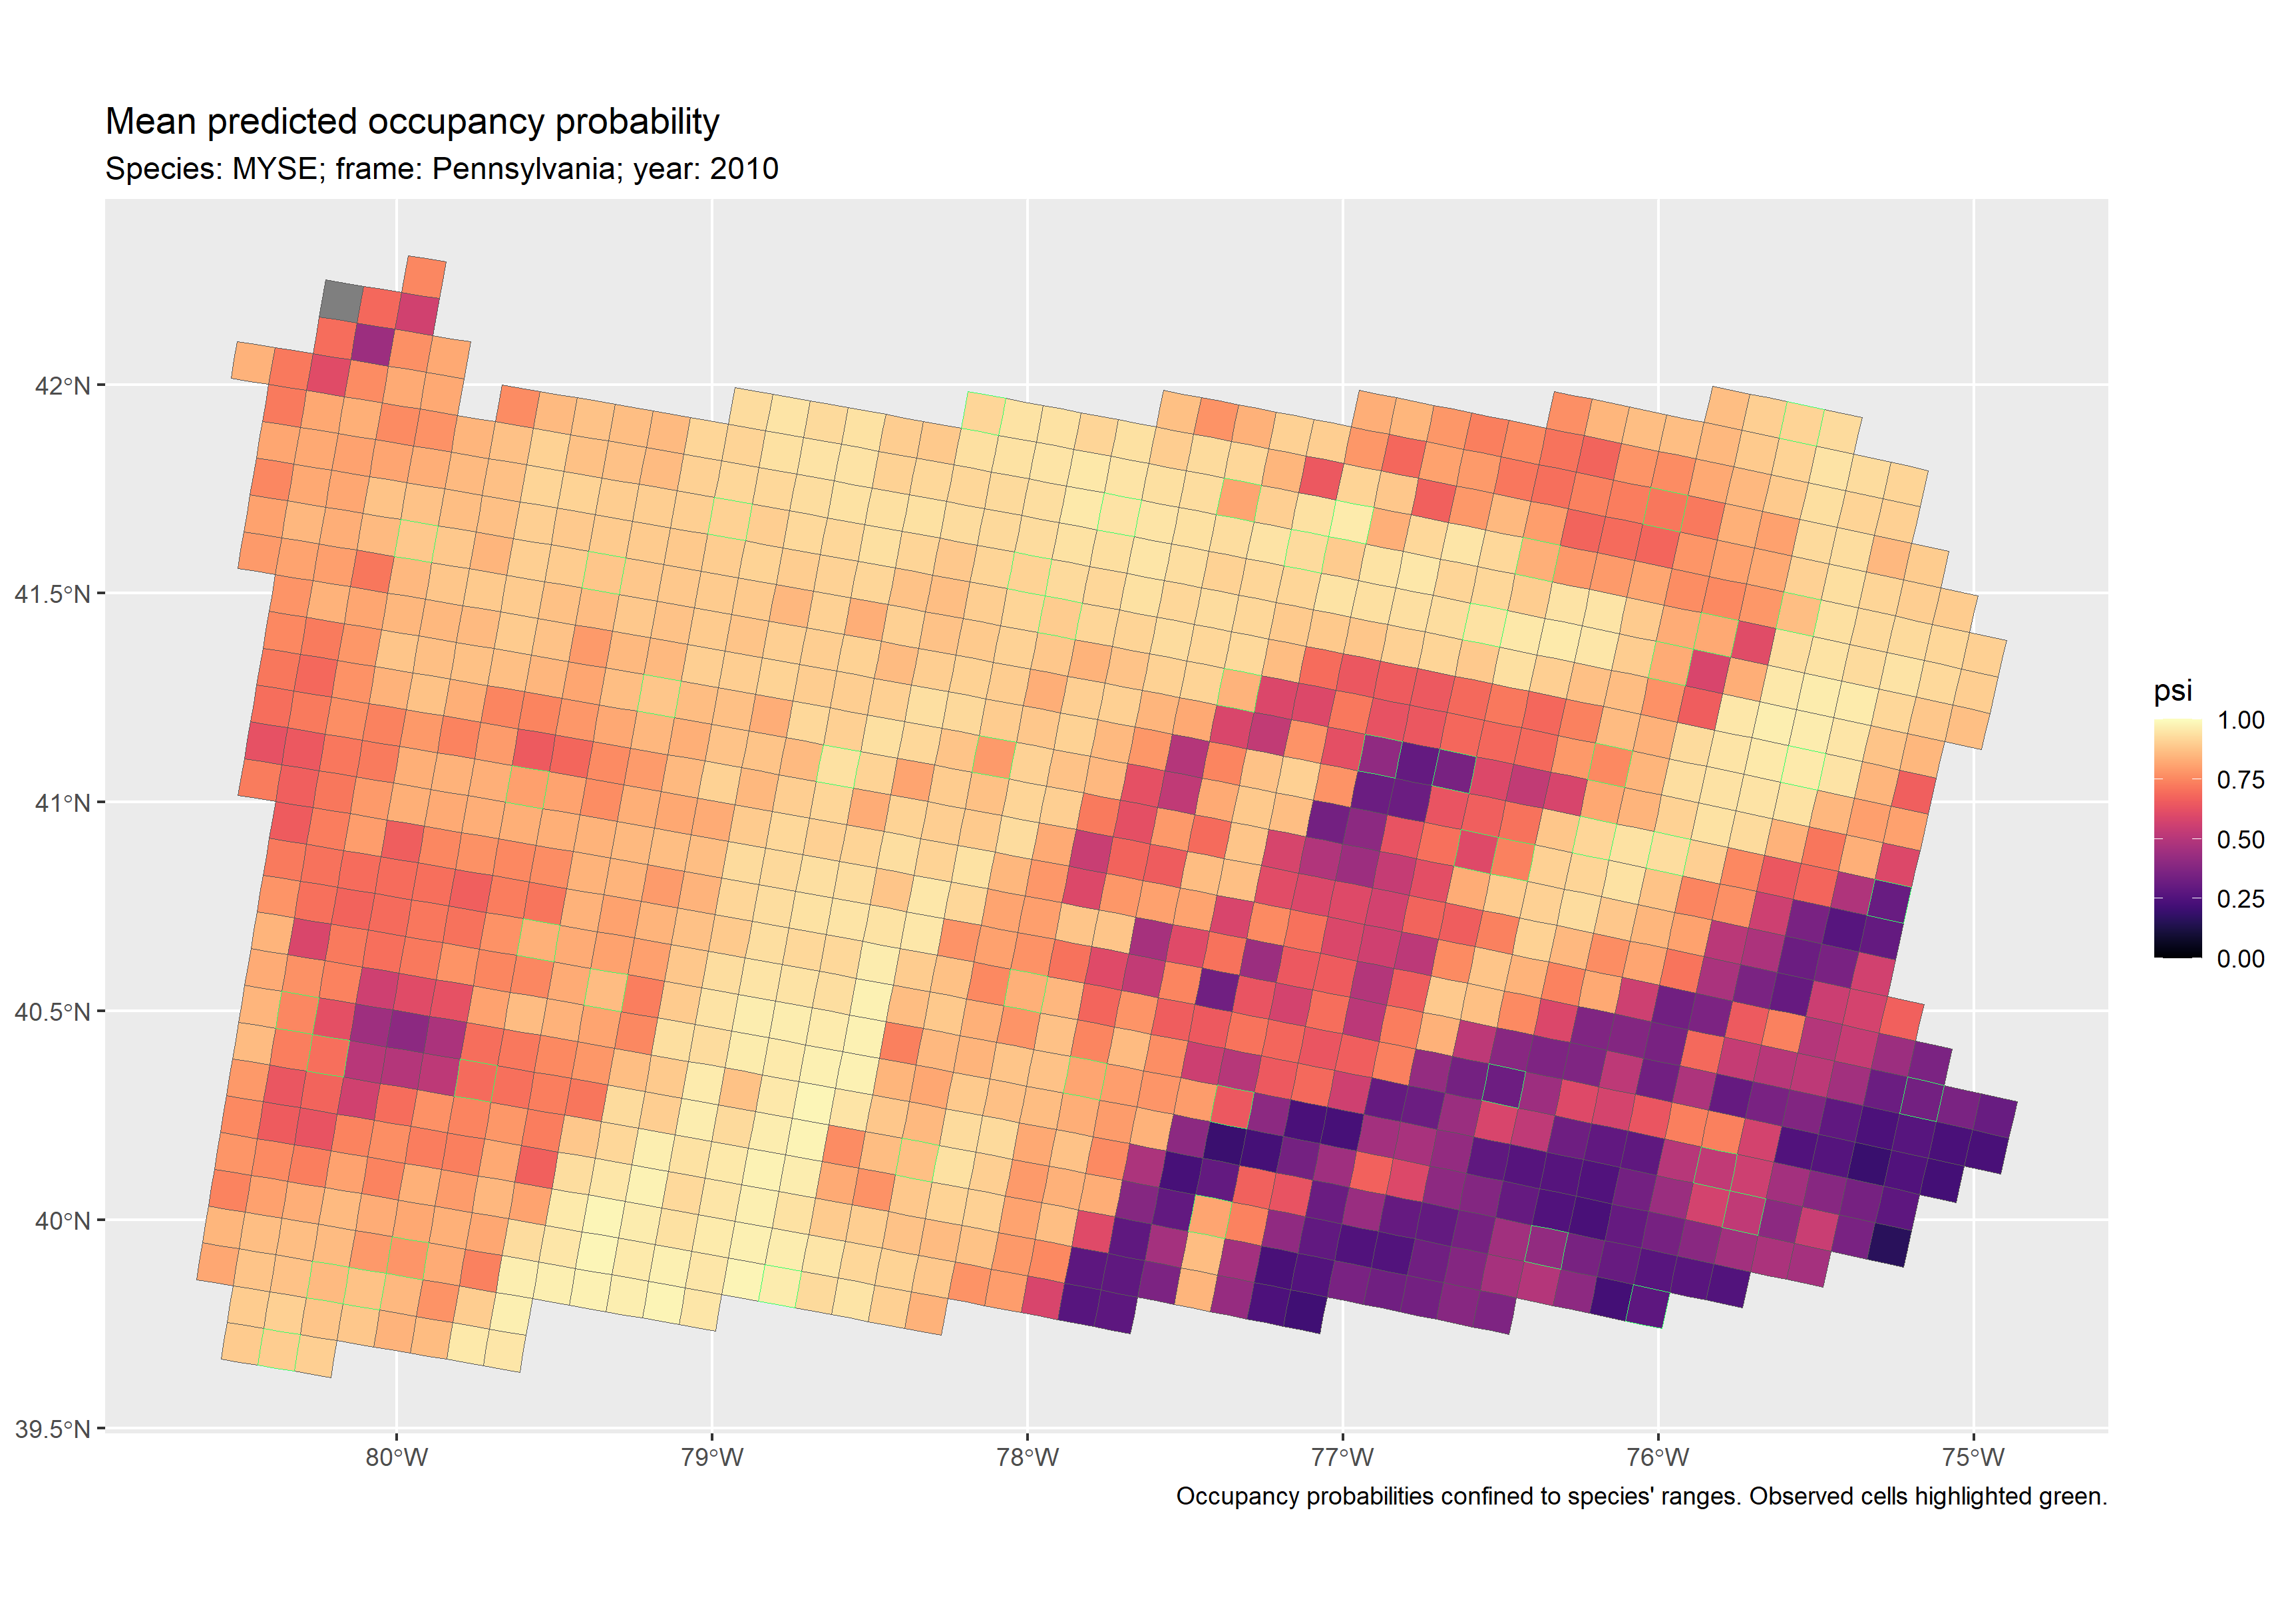 Mean predicted occupancy probability
Species: MYSE; frame: Pennsylvania; year: 2010
42°N
41.5°N
41°N
40.5°N
40°N
39.5°N
80°W
79°W
78°W
77°W
76°W
75°W
psi
1.00
0.75
0.50
0.25
0.00
Occupancy probabilities confined to species' ranges. Observed cells highlighted green.